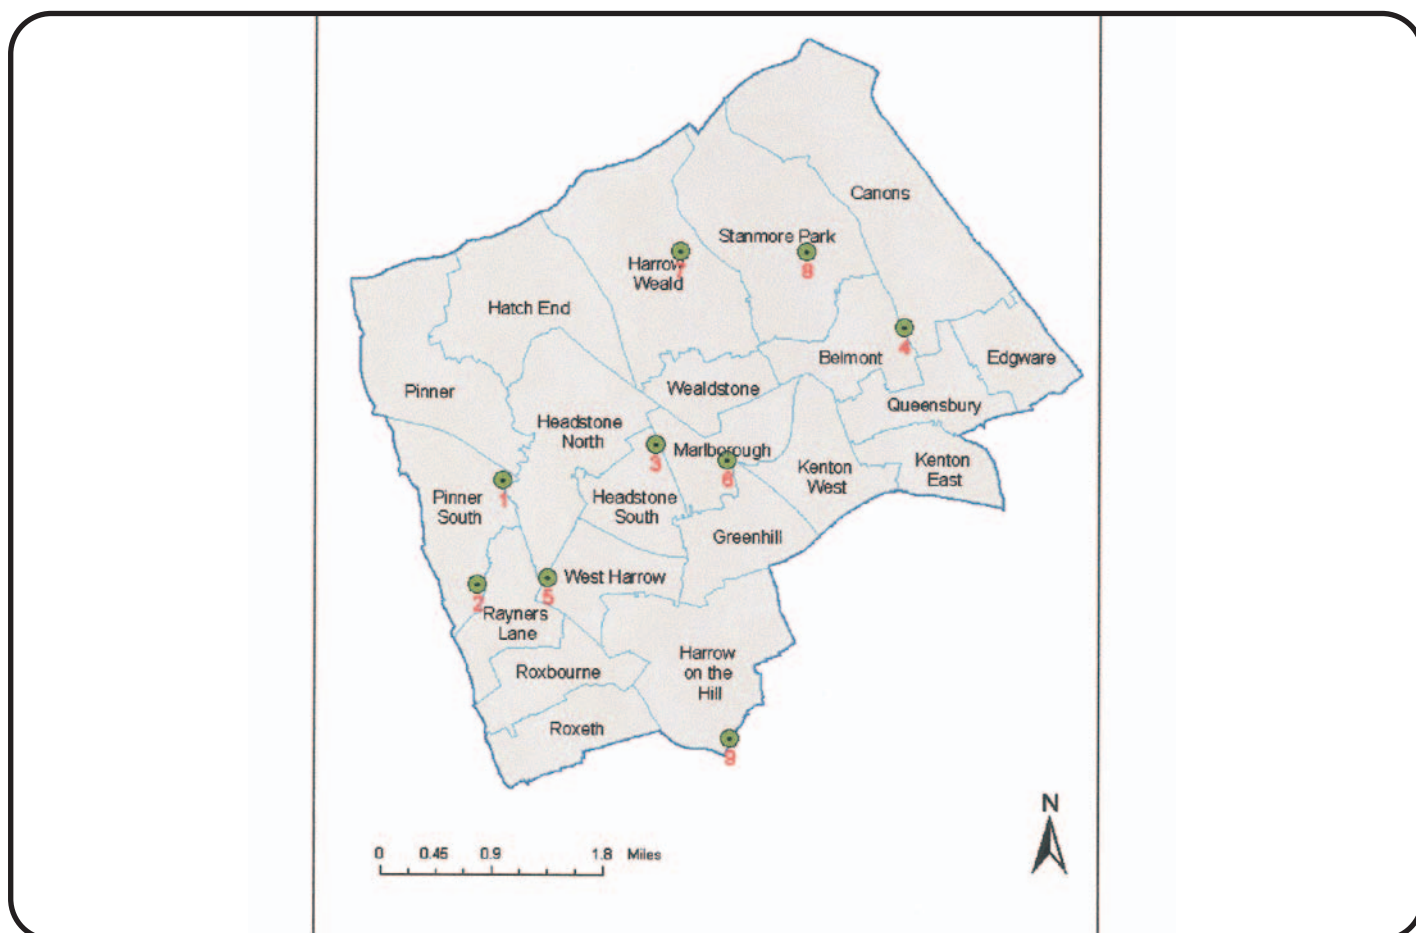 Canons
Stanmore Park
8
Harrow
Weald
7
Hatch End
4
Belmont
Edgware
Pinner
Wealdstone
Queensbury
Headstone
North
Marlborough
3
6
Kenton
West
Kenton
East
1
Pinner
South
Headstone
South
Greenhill
West Harrow
2
5
Rayners
Lane
Harrow
on the
Hill
Roxbourne
Roxeth
9
N
0 0.45 0.9 1.8 Miles